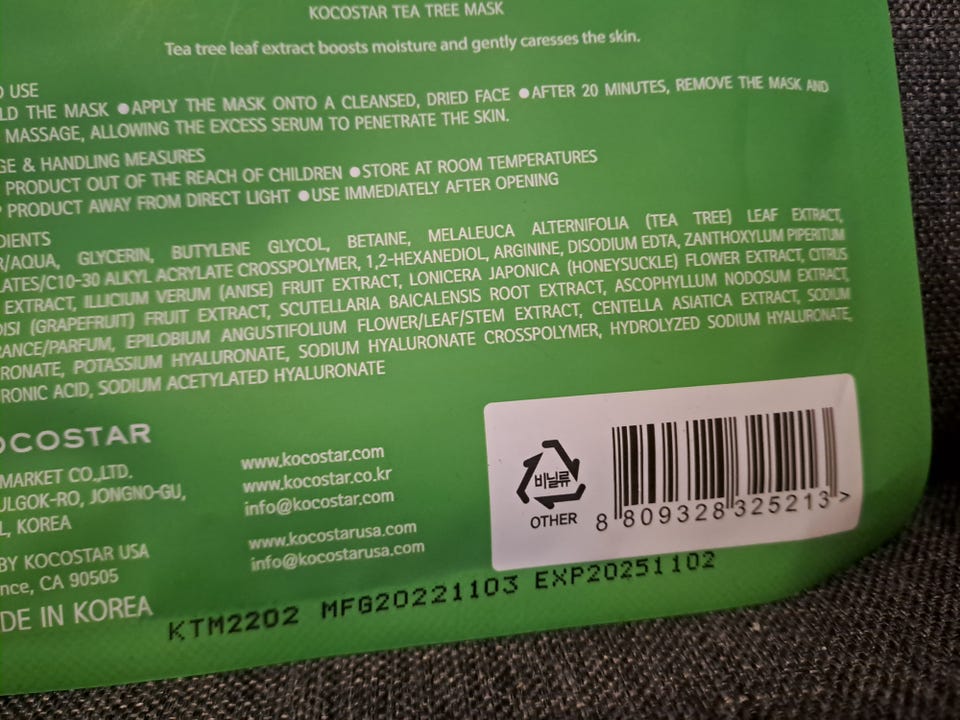 KOCOSTAR TEA TREE MASK
Tea tree leaf extract boosts moisture and gently caresses the skin.
O USE
LD THE MASK ●APPLY THE MASK ONTO A CLEANSED, DRIED FACE ●AFTER 20 MINUTES, REMOVE THE MASK AND
MASSAGE, ALLOWING THE EXCESS SERUM TO PENETRATE THE SKIN.
GE & HANDLING MEASURES
PRODUCT OUT OF THE REACH OF CHILDREN ●STORE AT ROOM TEMPERATURES
PRODUCT AWAY FROM DIRECT LIGHT ●USE IMMEDIATELY AFTER OPENING
DIENTS
R/AQUA, GLYCERIN, BUTYLENE GLYCOL, BETAINE, MELALEUCA ALTERNIFOLIA (TEA TREE) LEAF EXTRACT,
LATES/C10-30 ALKYL ACRYLATE CROSSPOLYMER, 1,2-HEXANEDIOL, ARGININE, DISODIUM EDTA, ZANTHOXYLUM PIPERITUM
EXTRACT, ILLICIUM VERUM (ANISE) FRUIT EXTRACT, LONICERA JAPONICA (HONEYSUCKLE) FLOWER EXTRACT, CITRUS
DISI (GRAPEFRUIT) FRUIT EXTRACT, SCUTELLARIA BAICALENSIS ROOT EXTRACT, ASCOPHYLLUM NODOSUM EXTRACT,
RANCE/PARFUM, EPILOBIUM ANGUSTIFOLIUM FLOWER/LEAF/STEM EXTRACT, CENTELLA ASIATICA EXTRACT, SODIUM
RONATE, POTASSIUM HYALURONATE, SODIUM HYALURONATE CROSSPOLYMER, HYDROLYZED SODIUM HYALURONATE,
RONIC ACID, SODIUM ACETYLATED HYALURONATE
OCOSTAR
MARKET CO.,LTD.
ULGOK-RO, JONGNO-GU,
L, KOREA
BY KOCOSTAR USA
nce, CA 90505
DE IN KOREA
www.kocostar.com
www.kocostar.co.kr
info@kocostar.com
www.kocostarusa.com
info@kocostarusa.com
비닐류
OTHER
8 809328 325213 >
KTM2202 MFG20221103 EXP20251102